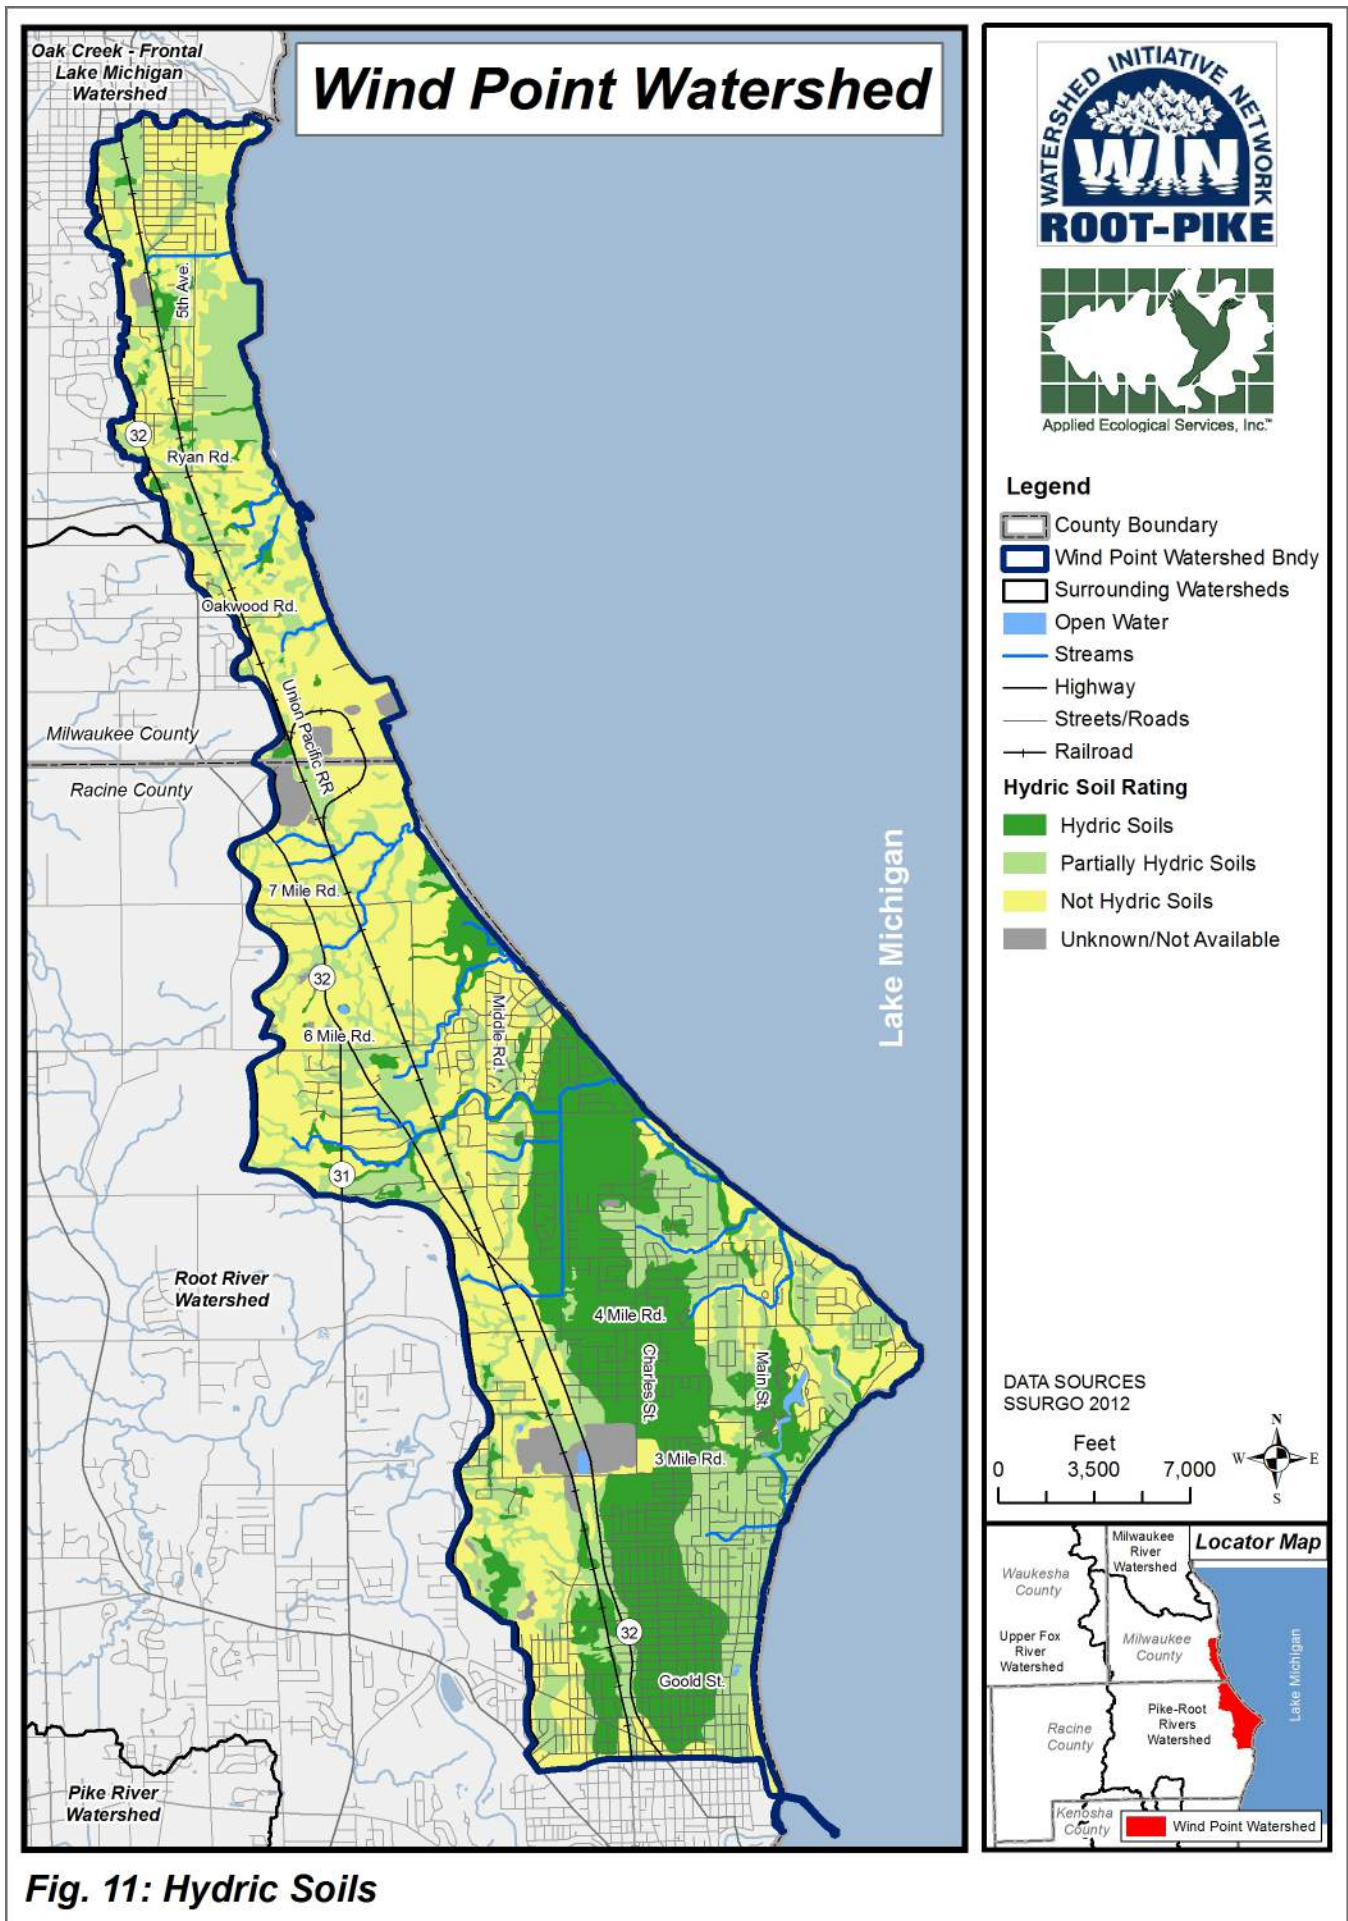 Wind Point Watershed
Oak Creek - Frontal
Lake Michigan
Watershed
5th Ave.
32
Ryan Rd.
Oakwood Rd.
Union Pacific RR
Milwaukee County
Racine County
7 Mile Rd.
32
Middle Rd.
6 Mile Rd.
31
Lake Michigan
Root River
Watershed
4 Mile Rd.
Charles St.
Main St.
3 Mile Rd.
32
Goold St.
Pike River
Watershed
WATERSHED INITIATIVE NETWORK
WIN
ROOT-PIKE
Applied Ecological Services, Inc.™
Legend
County Boundary
Wind Point Watershed Bndy
Surrounding Watersheds
Open Water
Streams
Highway
Streets/Roads
Railroad
Hydric Soil Rating
Hydric Soils
Partially Hydric Soils
Not Hydric Soils
Unknown/Not Available
DATA SOURCES
SSURGO 2012
Feet
0 3,500 7,000
N
W E
S
Locator Map
Milwaukee
River
Watershed
Waukesha
County
Upper Fox
River
Watershed
Milwaukee
County
Lake Michigan
Pike-Root
Rivers
Watershed
Racine
County
Kenosha
County
Wind Point Watershed
Fig. 11: Hydric Soils